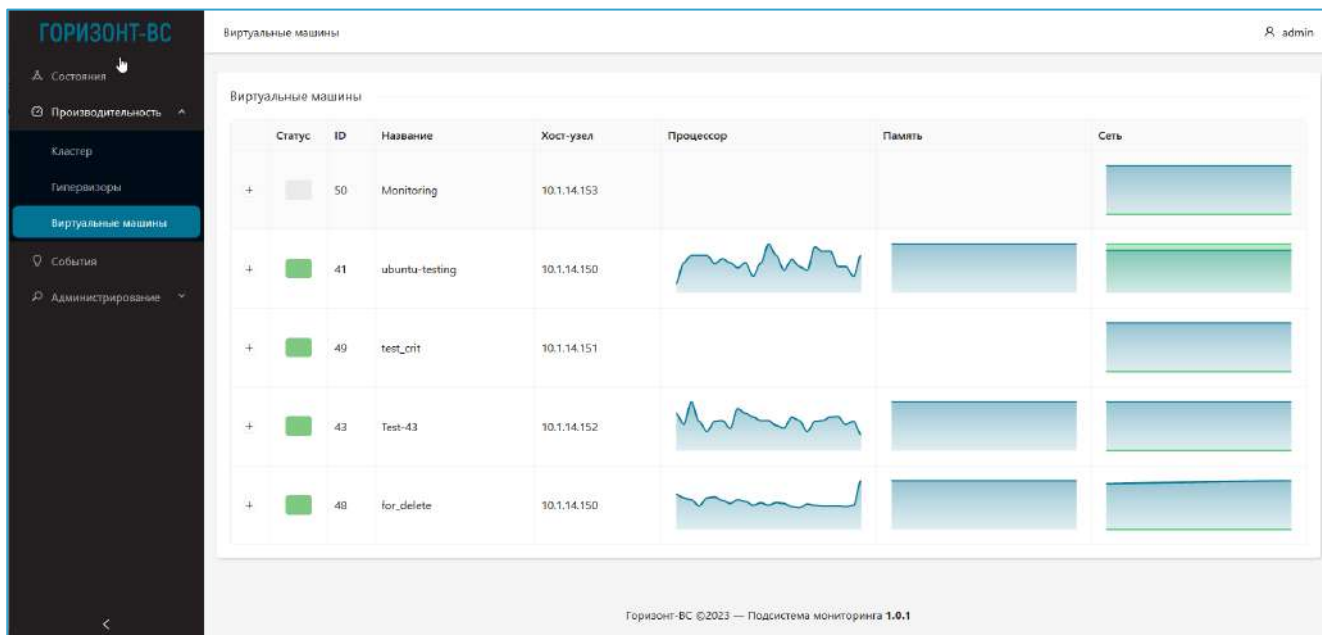 ГОРИЗОНТ-ВС
Виртуальные машины
admin
Состояния
Производительность
Кластер
Гипервизоры
Виртуальные машины
События
Администрирование
Виртуальные машины
Статус ID Название Хост-узел Процессор Память Сеть
+ 50 Monitoring 10.1.14.153
+ 41 ubuntu-testing 10.1.14.150
+ 49 test_crit 10.1.14.151
+ 43 Test-43 10.1.14.152
+ 48 for_delete 10.1.14.150
Горизонт-ВС ©2023 — Подсистема мониторинга 1.0.1